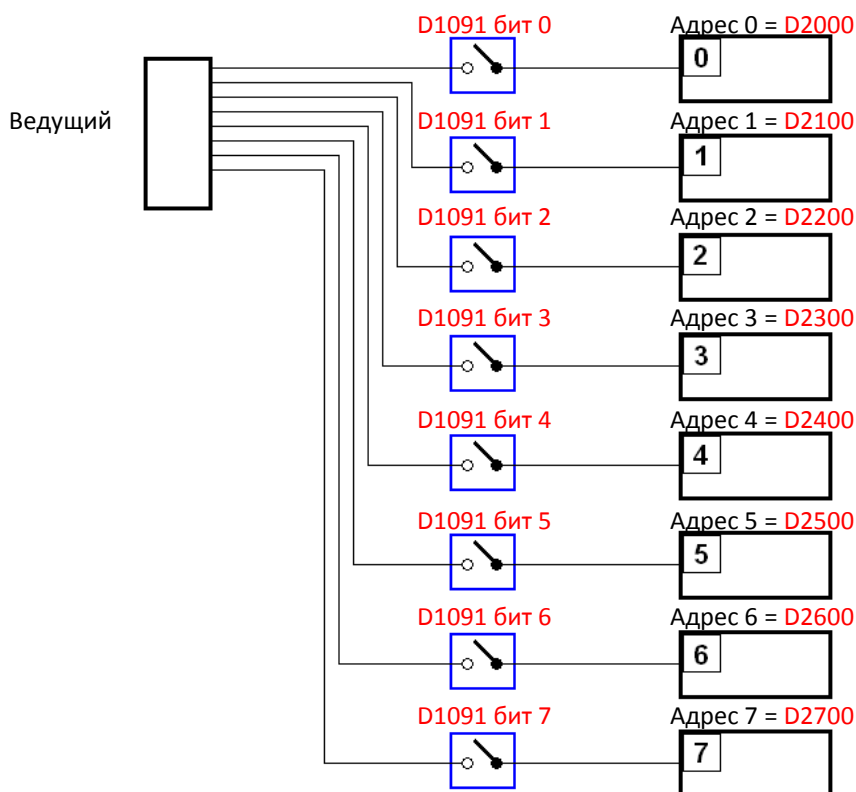 D1091 бит 0 Адрес 0 = D2000
0
Ведущий
D1091 бит 1 Адрес 1 = D2100
1
D1091 бит 2 Адрес 2 = D2200
2
D1091 бит 3 Адрес 3 = D2300
3
D1091 бит 4 Адрес 4 = D2400
4
D1091 бит 5 Адрес 5 = D2500
5
D1091 бит 6 Адрес 6 = D2600
6
D1091 бит 7 Адрес 7 = D2700
7